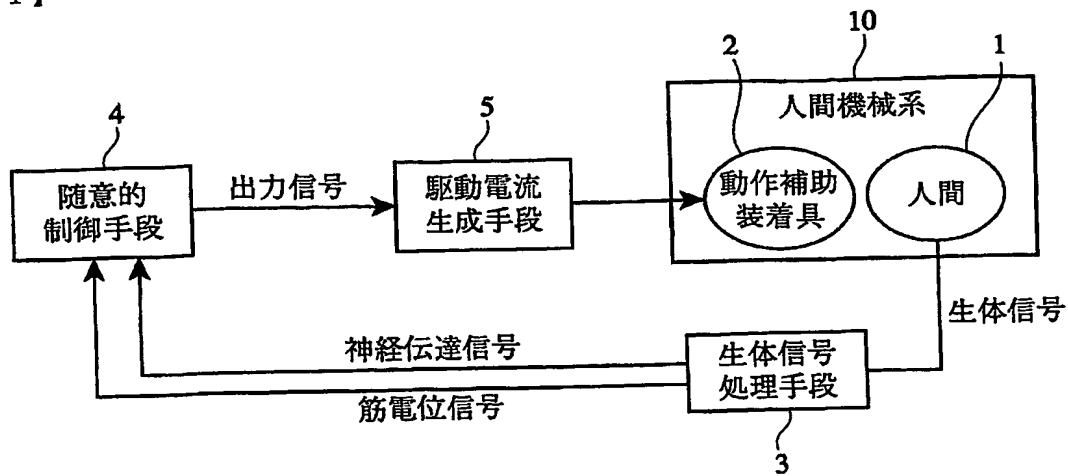 1】
10
2
1
人間機械系
4
5
随意的
制御手段
出力信号
駆動電流
生成手段
動作補助
装着具
人間
生体信号
神経伝達信号
筋電位信号
生体信号
処理手段
3